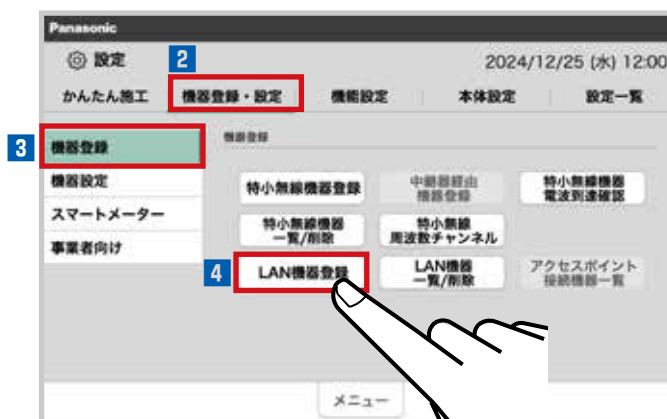 Panasonic
設定
2
2024/12/25 (水) 12:00
かんたん施工
機器登録・設定
機能設定
本体設定
設定一覧
3
機器登録
機器登録
機器設定
スマートメーター
事業者向け
特小無線機器登録
中継器経由
機器登録
特小無線機器
電波到達確認
特小無線機器
一覧/削除
特小無線
周波数チャンネル
4
LAN機器登録
LAN機器
一覧/削除
アクセスポイント
接続機器一覧
メニュー